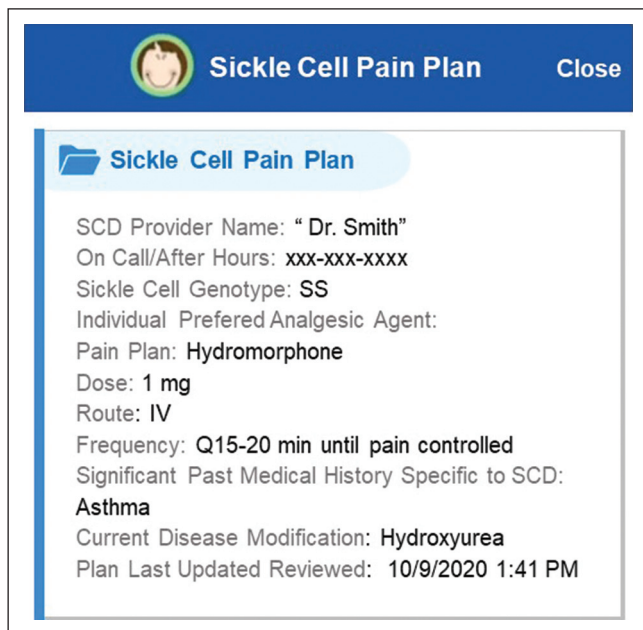 Sickle Cell Pain Plan Close
Sickle Cell Pain Plan
SCD Provider Name: “ Dr. Smith”
On Call/After Hours: xxx-xxx-xxxx
Sickle Cell Genotype: SS
Individual Prefered Analgesic Agent:
Pain Plan: Hydromorphone
Dose: 1 mg
Route: IV
Frequency: Q15-20 min until pain controlled
Significant Past Medical History Specific to SCD:
Asthma
Current Disease Modification: Hydroxyurea
Plan Last Updated Reviewed: 10/9/2020 1:41 PM